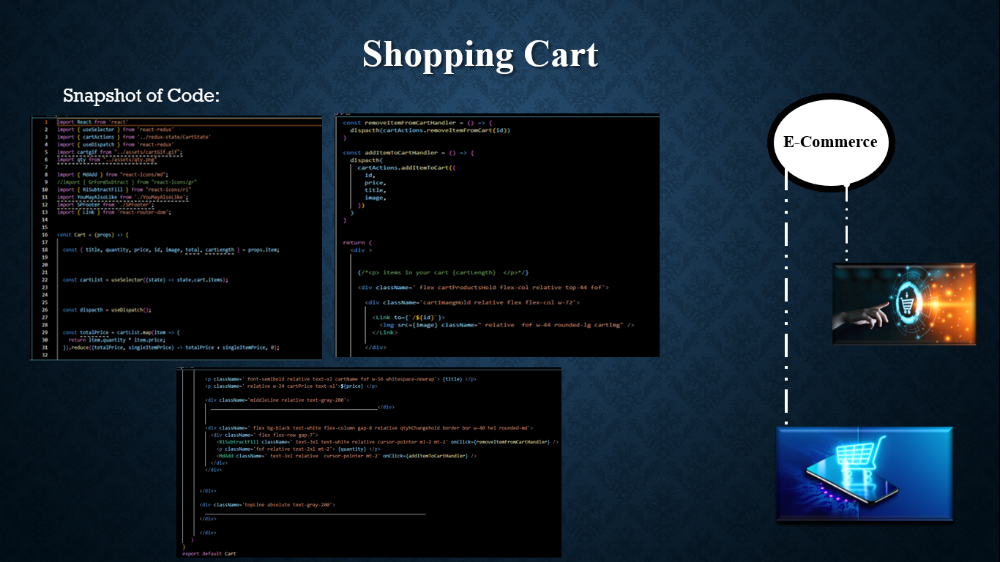 Shopping Cart
Snapshot of Code:
E-Commerce
1 import React from 'react'
2 import { useSelector } from 'react-redux'
3 import { cartActions } from '../redux-state/CartState'
4 import { useDispatch } from 'react-redux'
5 import cartgif from "../assets/cartGif.gif";
6 import qty from "../assets/qty.png"
7
8 import { MdAdd } from "react-icons/md";
9 //import { GrFormSubtract } from "react-icons/gr"
10 import { RiSubtractFill } from "react-icons/ri"
11 import YouMayAlsoLike from './YouMayAlsoLike';
12 import SPFooter from './SPFooter';
13 import { Link } from 'react-router-dom';
14
15
16 const Cart = (props) => {
17
18 const { title, quantity, price, id, image, total, cartLength } = props.item;
19
20
21
22 const cartList = useSelector((state) => state.cart.items);
23
24
25
26 const dispacth = useDispatch();
27
28
29 const totalPrice = cartList.map(item => {
30 return item.quantity * item.price;
31 }).reduce((totalPrice, singleItemPrice) => totalPrice + singleItemPrice, 0);
32
const removeItemFromCartHandler = () => {
dispacth(cartActions.removeItemFromCart(id))
}
const addItemToCartHandler = () => {
dispacth(
cartActions.addItemToCart({
id,
price,
title,
image,
})
)
}
return (
<div >
{/*<p> items in your cart {cartLength} </p>*/}
<div className=' flex cartProductsHold flex-col relative top-44 fof'>
<div className='cartImaegHold relative flex flex-col w-72'>
<Link to={`/${id}`}>
<img src={image} className=" relative fof w-44 rounded-lg cartImg" />
</Link>
</div>
<p className=' font-semibold relative text-xl cartName fof w-56 whitespace-nowrap'> {title} </p>
<p className=' relative w-24 cartPrice text-xl'>${price} </p>
<div className='middleLine relative text-gray-200'>
</div>
<div className=' flex bg-black text-white flex-column gap-8 relative qtyhChangehold border bor w-40 hei rounded-md'>
<div className=' flex flex-row gap-7'>
<RiSubtractFill className=' text-3xl text-white relative cursor-pointer ml-2 mt-2' onClick={removeItemFromCartHandler} />
<p className='fof relative text-2xl mt-2'> {quantity} </p>
<MdAdd className=' text-3xl relative cursor-pointer mt-2' onClick={addItemToCartHandler} />
</div>
</div>
</div>
<div className='topLine absolute text-gray-200'>
</div>
</div>
)
}
export default Cart